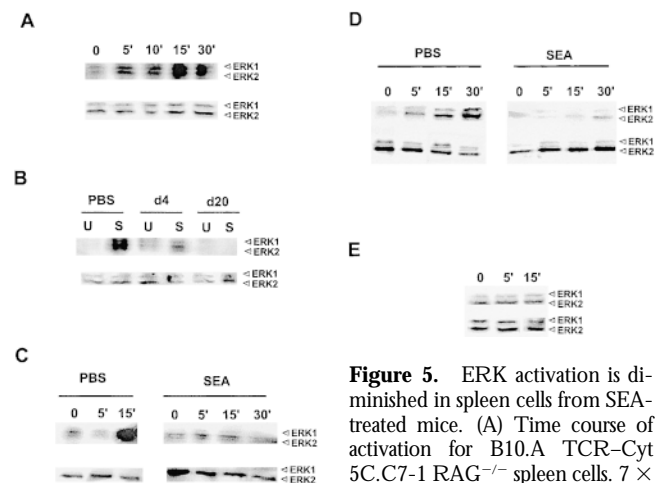 A
0 5' 10' 15' 30'
◁ERK1
◁ERK2
◁ERK1
◁ERK2
B
PBS d4 d20
U S U S U S
◁ERK1
◁ERK2
◁ERK1
◁ERK2
C
PBS SEA
0 5' 15' 0 5' 15' 30'
◁ERK1
◁ERK2
◁ERK1
◁ERK2
D
PBS SEA
0 5' 15' 30' 0 5' 15' 30'
◁ERK1
◁ERK2
◁ERK1
◁ERK2
E
0 5' 15'
◁ERK1
◁ERK2
◁ERK1
◁ERK2
Figure 5. ERK activation is di-
minished in spleen cells from SEA-
treated mice. (A) Time course of
activation for B10.A TCR–Cyt
5C.C7-1 RAG−/− spleen cells. 7 ×